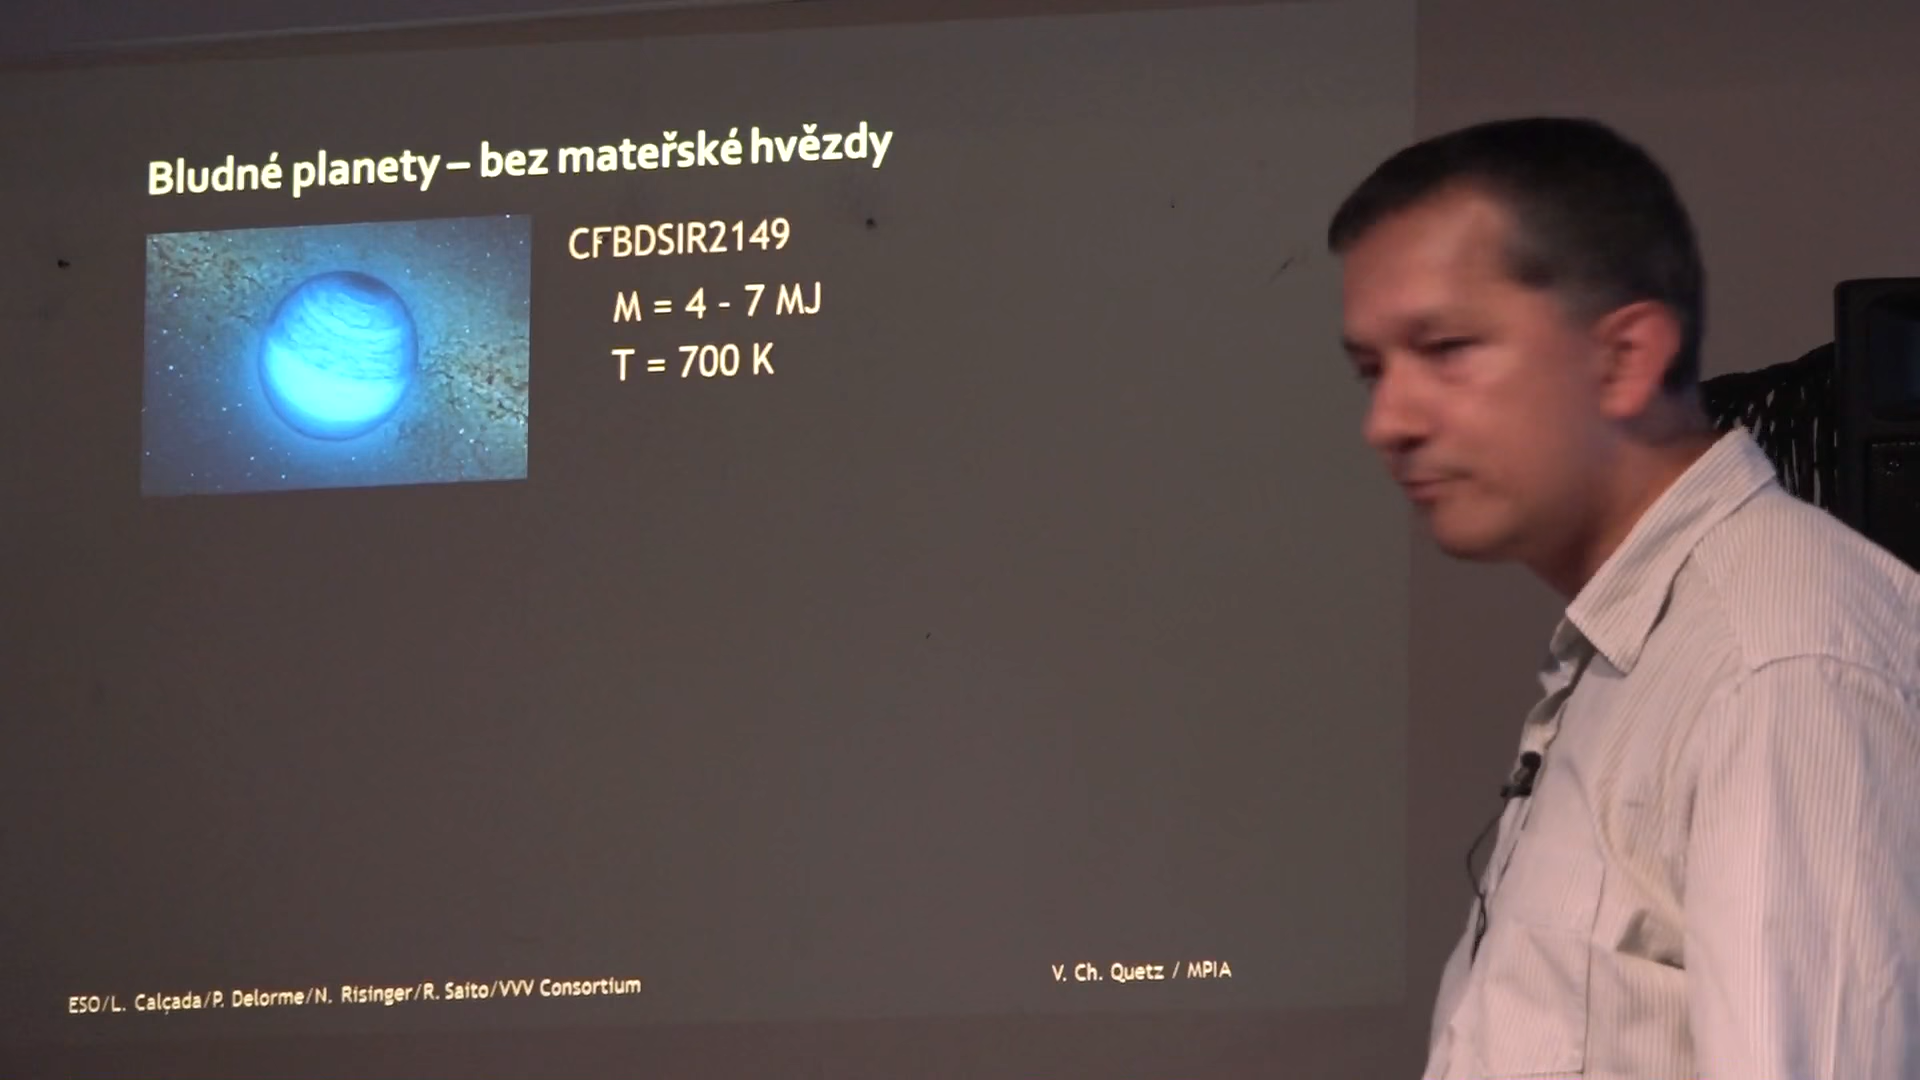 Bludné planety – bez mateřské hvězdy
CFBDSIR2149
M = 4 - 7 MJ
T = 700 K
ESO/L. Calçada/P. Delorme/N. Risinger/R. Saito/VVV Consortium
V. Ch. Quetz / MPIA